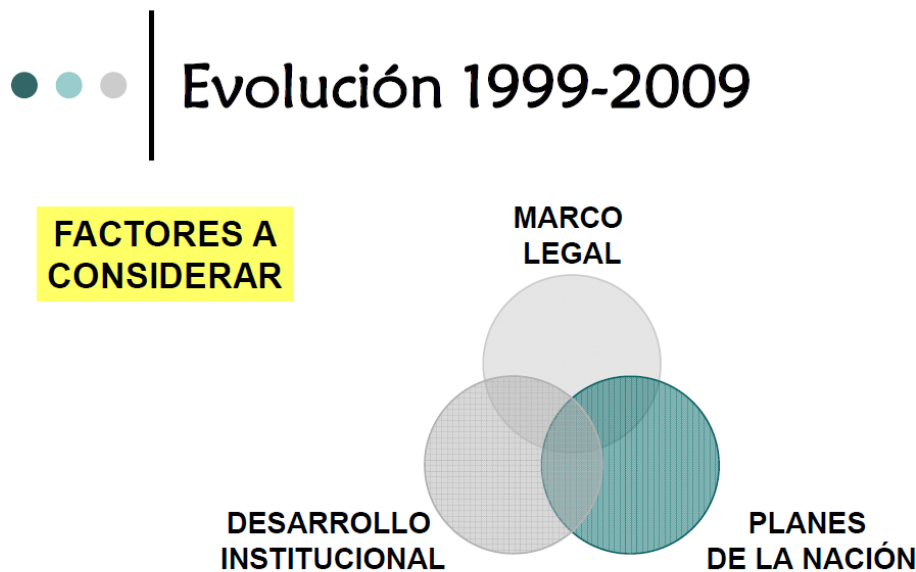 Evolución 1999-2009
FACTORES A
CONSIDERAR
MARCO
LEGAL
DESARROLLO
INSTITUCIONAL
PLANES
DE LA NACIÓN